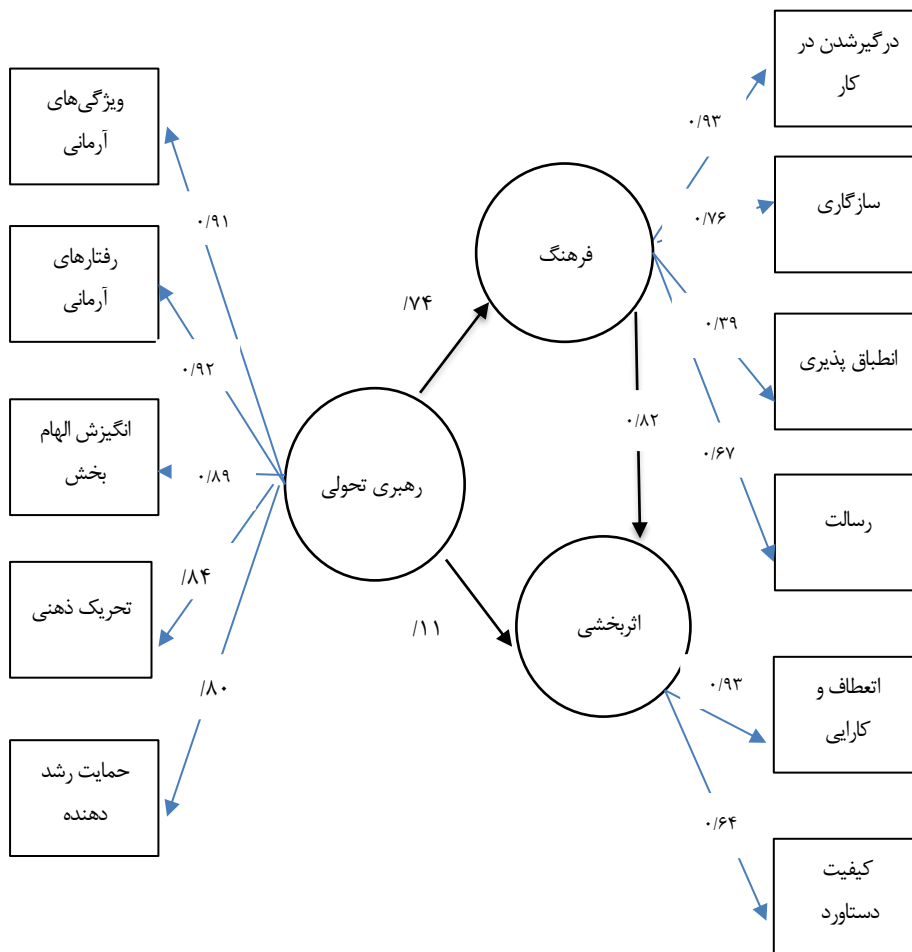 درگیرشدن در
کار
ویژگی‌های
آرمانی
۰/۹۳
سازگاری
۰/۷۶
۰/۹۱
رفتارهای
آرمانی
فرهنگ
/۷۴
۰/۳۹
انطباق پذیری
۰/۹۲
انگیزش الهام
بخش
۰/۸۲
۰/۶۷
۰/۸۹
رهبری تحولی
رسالت
/۸۴
تحریک ذهنی
/۱۱
اثربخشی
/۸۰
۰/۹۳
اتعطاف و
کارایی
حمایت رشد
دهنده
۰/۶۴
کیفیت
دستاورد